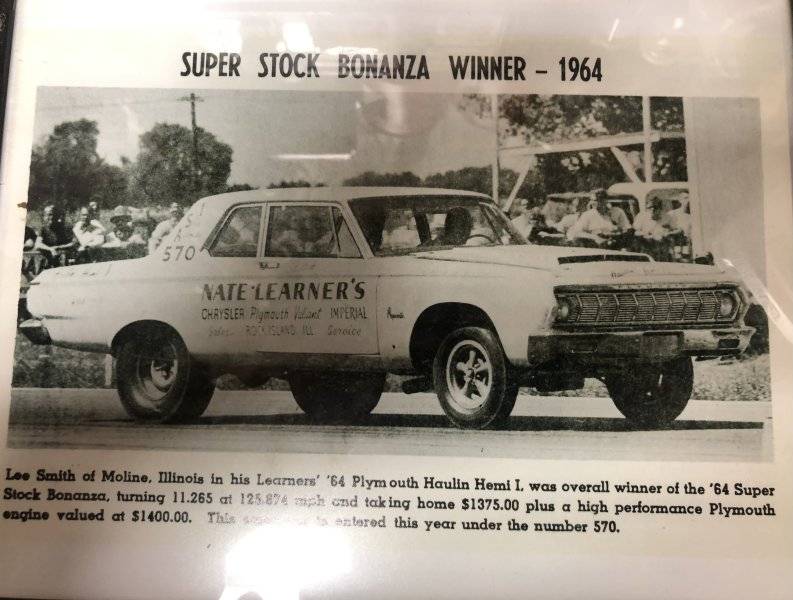 SUPER STOCK BONANZA WINNER – 1964
570
NATE LEARNER'S
CHRYSLER Plymouth Valiant IMPERIAL
Sales ROCK ISLAND ILL Service
Lee Smith of Moline, Illinois in his Learners' '64 Plymouth Haulin Hemi I, was overall winner of the '64 Super
Stock Bonanza, turning 11.265 at 125.874 mph and taking home $1375.00 plus a high performance Plymouth
engine valued at $1400.00. This is entered this year under the number 570.